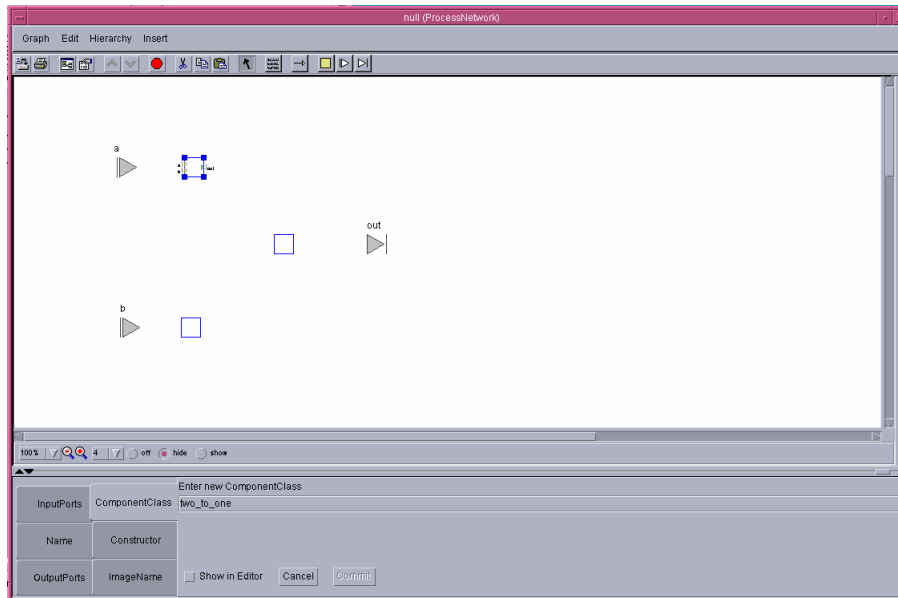 null (ProcessNetwork)
Graph Edit Hierarchy Insert
a
out
b
100% 4 off hide show
Enter new ComponentClass
InputPorts ComponentClass two_to_one
Name Constructor
OutputPorts ImageName Show in Editor Cancel Commit